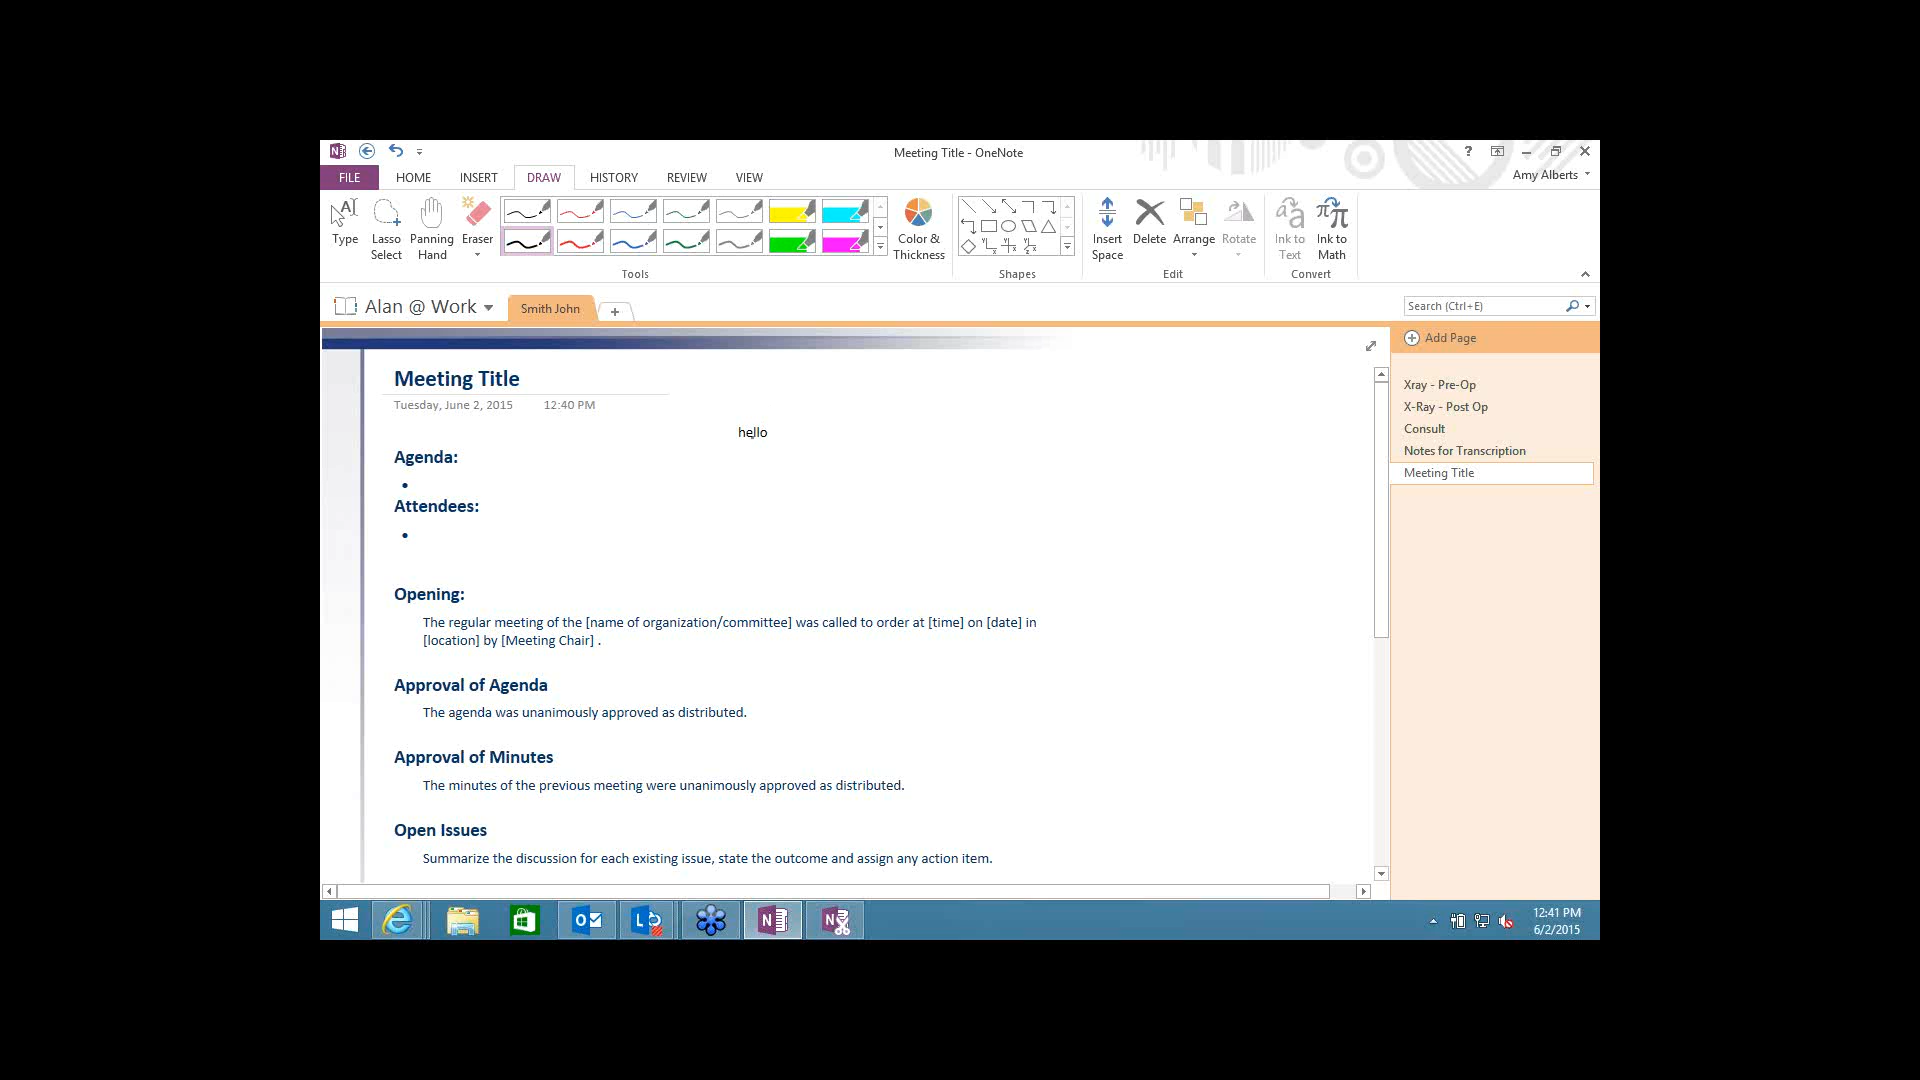 Meeting Title - OneNote
?
FILE HOME INSERT DRAW HISTORY REVIEW VIEW
Amy Alberts
Type
Lasso Select
Panning Hand
Eraser
Color & Thickness
Insert Space
Delete
Arrange
Rotate
Ink to Text
Ink to Math
Tools
Shapes
Edit
Convert
Alan @ Work
Smith John
+
Search (Ctrl+E)
Add Page
Xray - Pre-Op
X-Ray - Post Op
Consult
Notes for Transcription
Meeting Title
Meeting Title
Tuesday, June 2, 2015 12:40 PM
hello
Agenda:
•
Attendees:
•
Opening:
The regular meeting of the [name of organization/committee] was called to order at [time] on [date] in
[location] by [Meeting Chair] .
Approval of Agenda
The agenda was unanimously approved as distributed.
Approval of Minutes
The minutes of the previous meeting were unanimously approved as distributed.
Open Issues
Summarize the discussion for each existing issue, state the outcome and assign any action item.
12:41 PM
6/2/2015